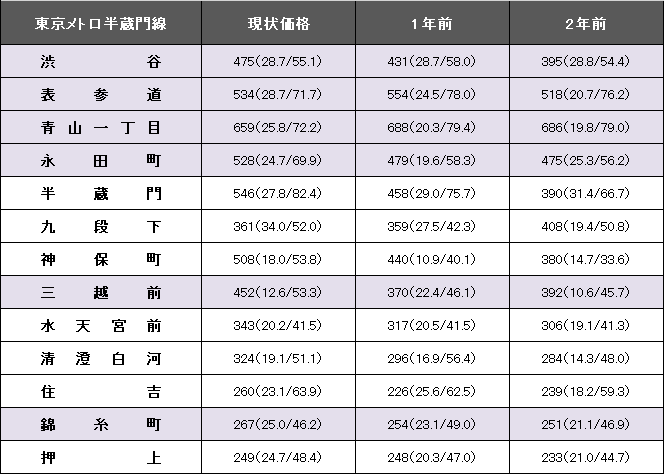 東京メトロ半蔵門線 現状価格 1年前 2年前
渋谷 475(28.7/55.1) 431(28.7/58.0) 395(28.8/54.4)
表参道 534(28.7/71.7) 554(24.5/78.0) 518(20.7/76.2)
青山一丁目 659(25.8/72.2) 688(20.3/79.4) 686(19.8/79.0)
永田町 528(24.7/69.9) 479(19.6/58.3) 475(25.3/56.2)
半蔵門 546(27.8/82.4) 458(29.0/75.7) 390(31.4/66.7)
九段下 361(34.0/52.0) 359(27.5/42.3) 408(19.4/50.8)
神保町 508(18.0/53.8) 440(10.9/40.1) 380(14.7/33.6)
三越前 452(12.6/53.3) 370(22.4/46.1) 392(10.6/45.7)
水天宮前 343(20.2/41.5) 317(20.5/41.5) 306(19.1/41.3)
清澄白河 324(19.1/51.1) 296(16.9/56.4) 284(14.3/48.0)
住吉 260(23.1/63.9) 226(25.6/62.5) 239(18.2/59.3)
錦糸町 267(25.0/46.2) 254(23.1/49.0) 251(21.1/46.9)
押上 249(24.7/48.4) 248(20.3/47.0) 233(21.0/44.7)